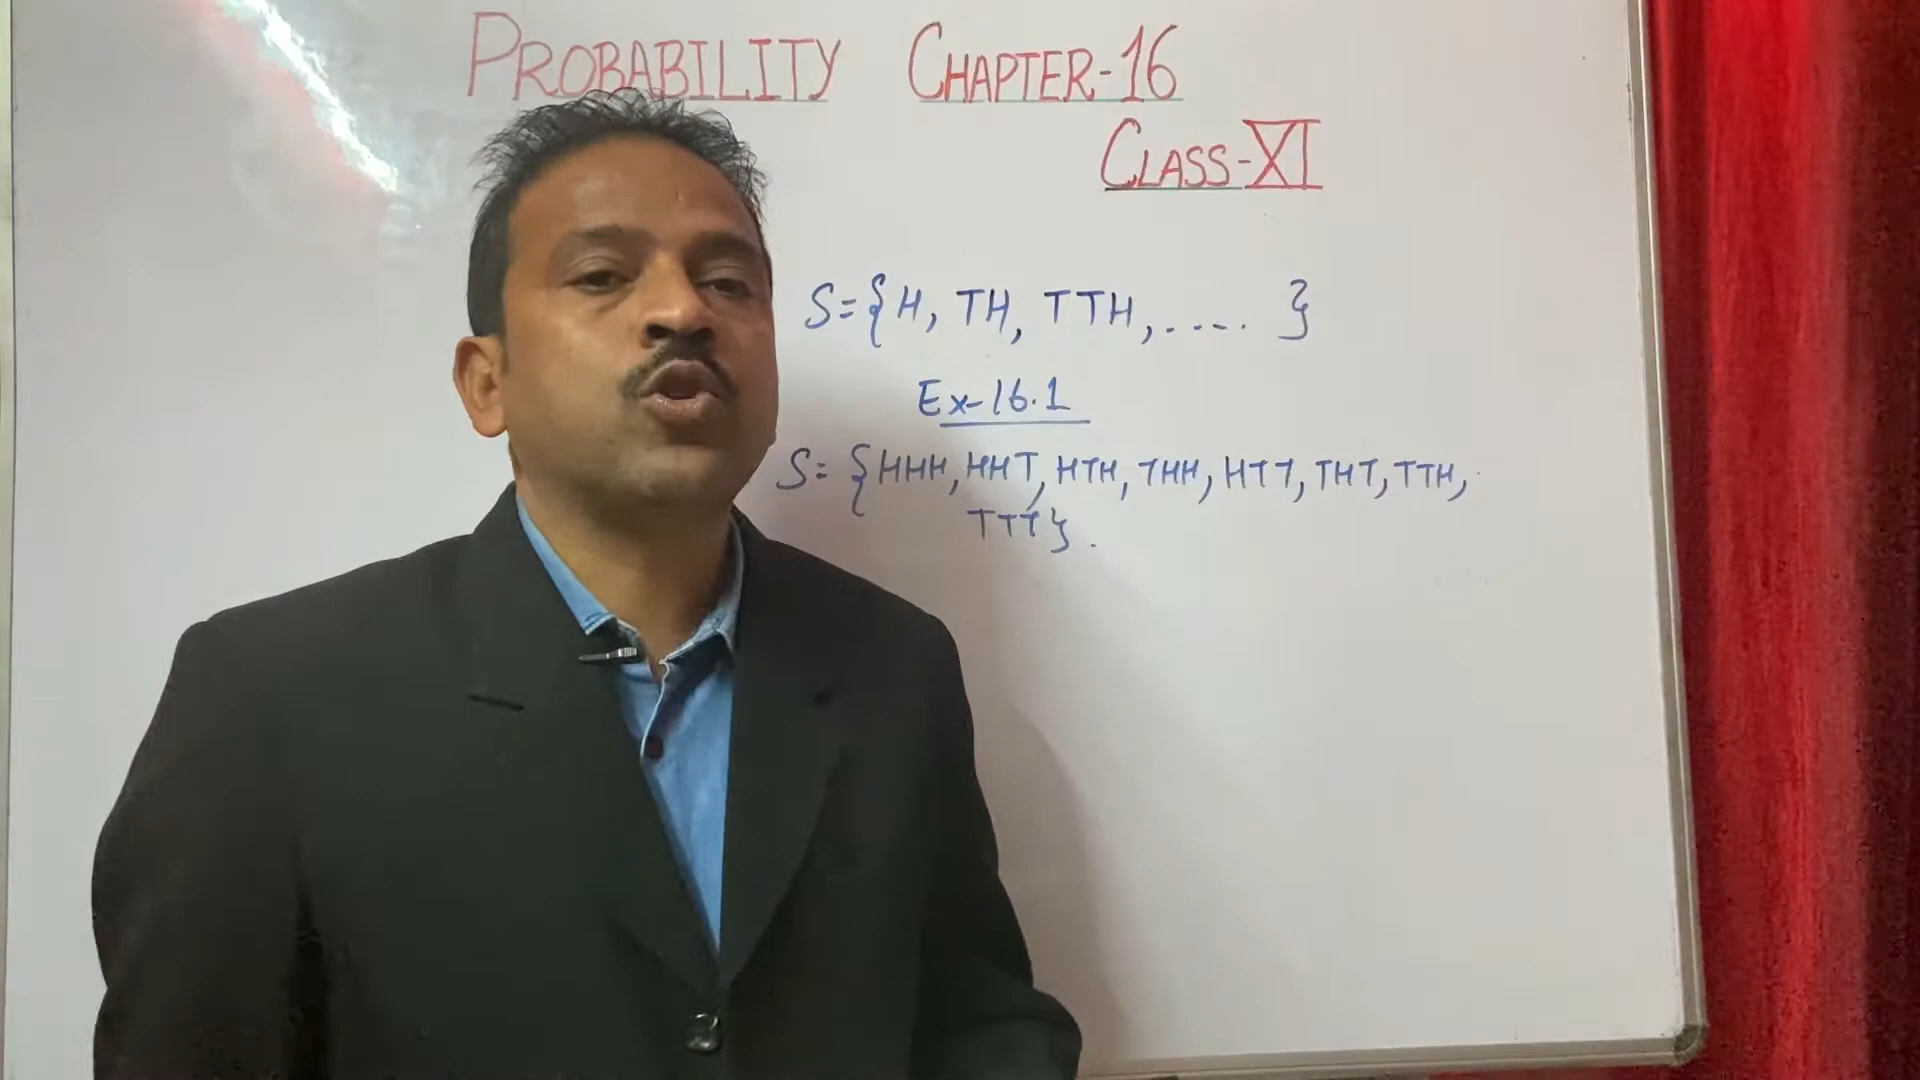 PROBABILITY CHAPTER-16
CLASS-XI
S={H, TH, TTH, ..... }
Ex-16.1
S= {HHH, HHT, HTH, THH, HTT, THT, TTH,
TTT}.